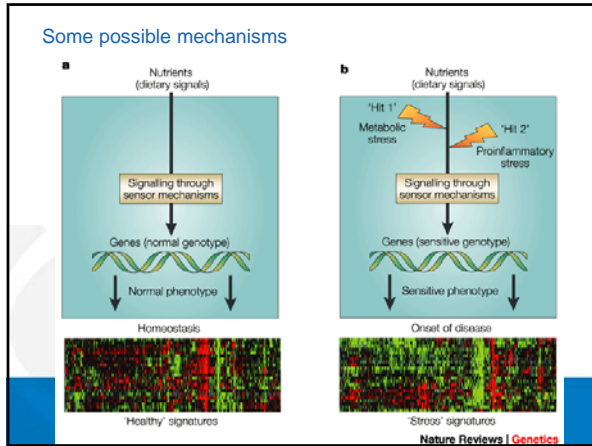 Some possible mechanisms
a
Nutrients
(dietary signals)
Signalling through
sensor mechanisms
Genes (normal genotype)
Normal phenotype
Homeostasis
'Healthy' signatures
b
Nutrients
(dietary signals)
'Hit 1'
Metabolic
stress
'Hit 2'
Proinflammatory
stress
Signalling through
sensor mechanisms
Genes (sensitive genotype)
Sensitive phenotype
Onset of disease
'Stress' signatures
Nature Reviews | Genetics